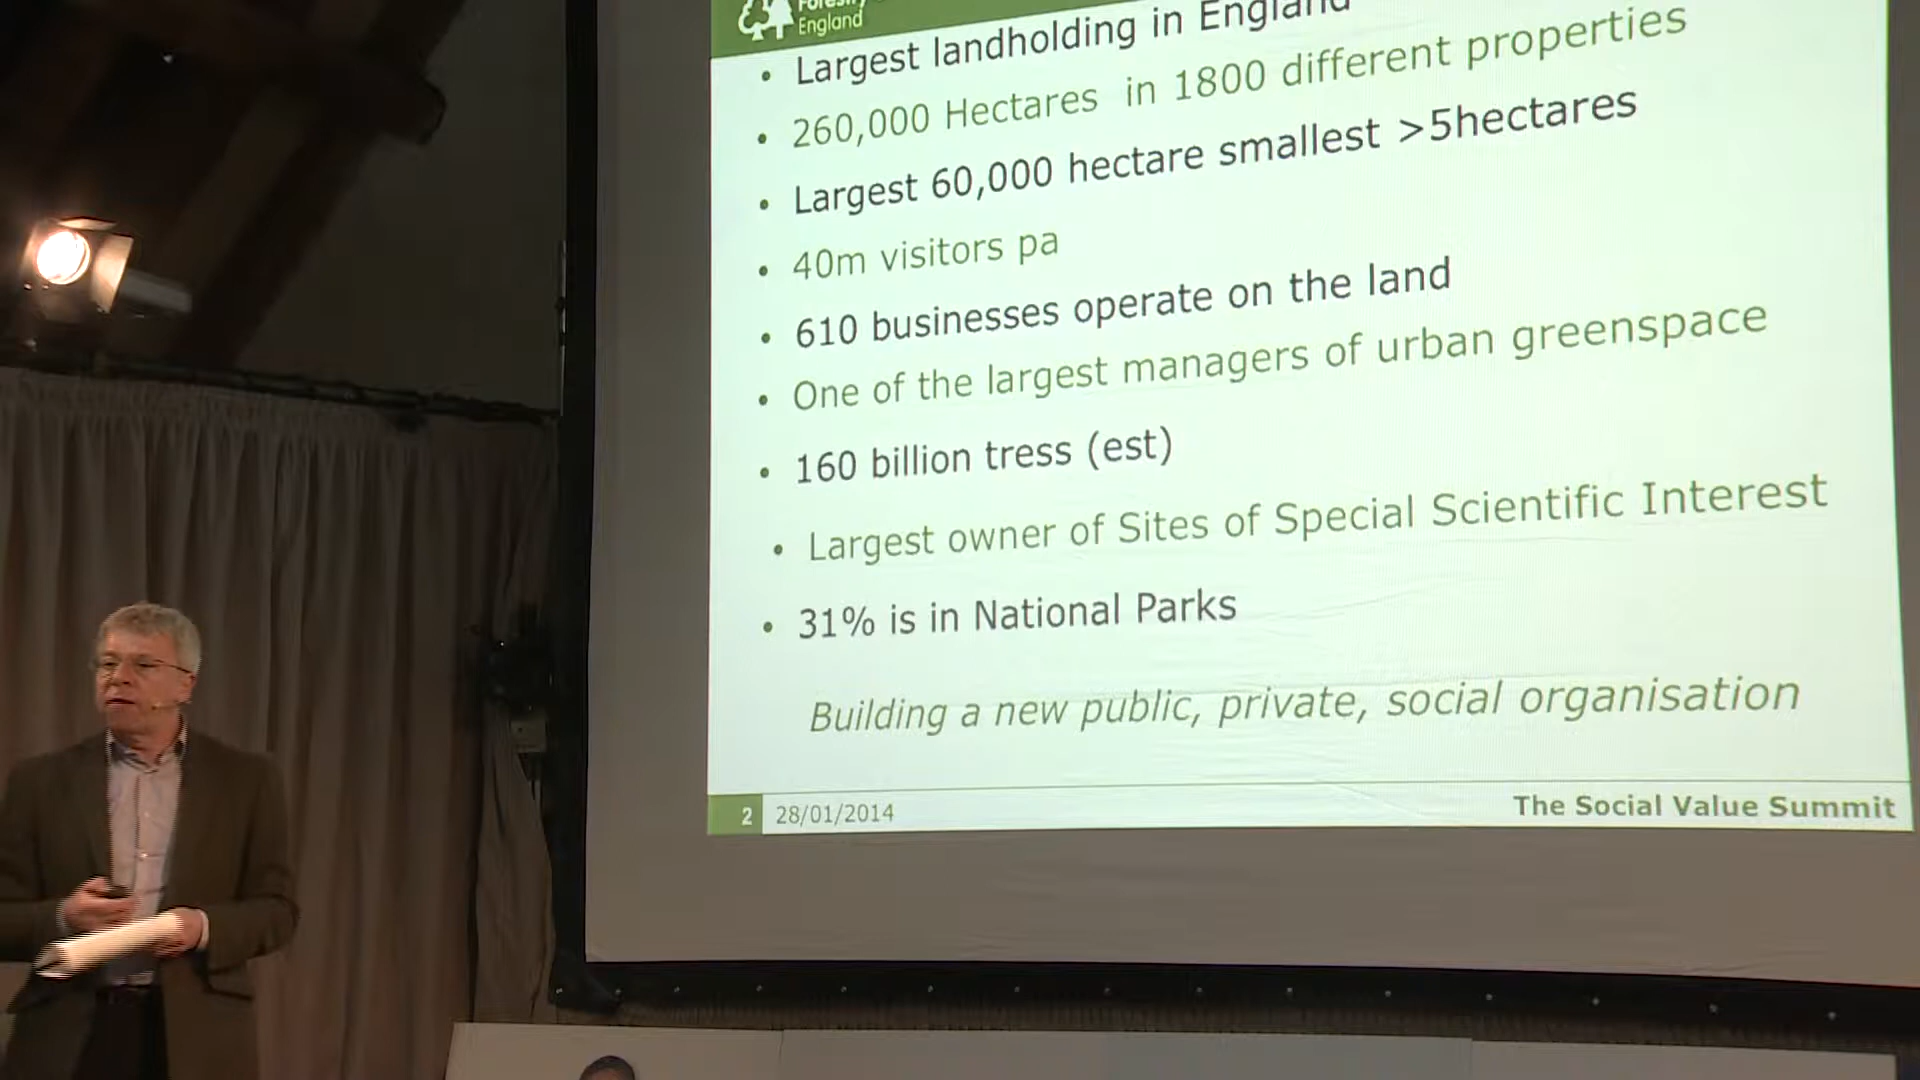 England
• Largest landholding in England
• 260,000 Hectares in 1800 different properties
• Largest 60,000 hectare smallest >5hectares
• 40m visitors pa
• 610 businesses operate on the land
• One of the largest managers of urban greenspace
• 160 billion tress (est)
• Largest owner of Sites of Special Scientific Interest
• 31% is in National Parks
Building a new public, private, social organisation
2 28/01/2014 The Social Value Summit